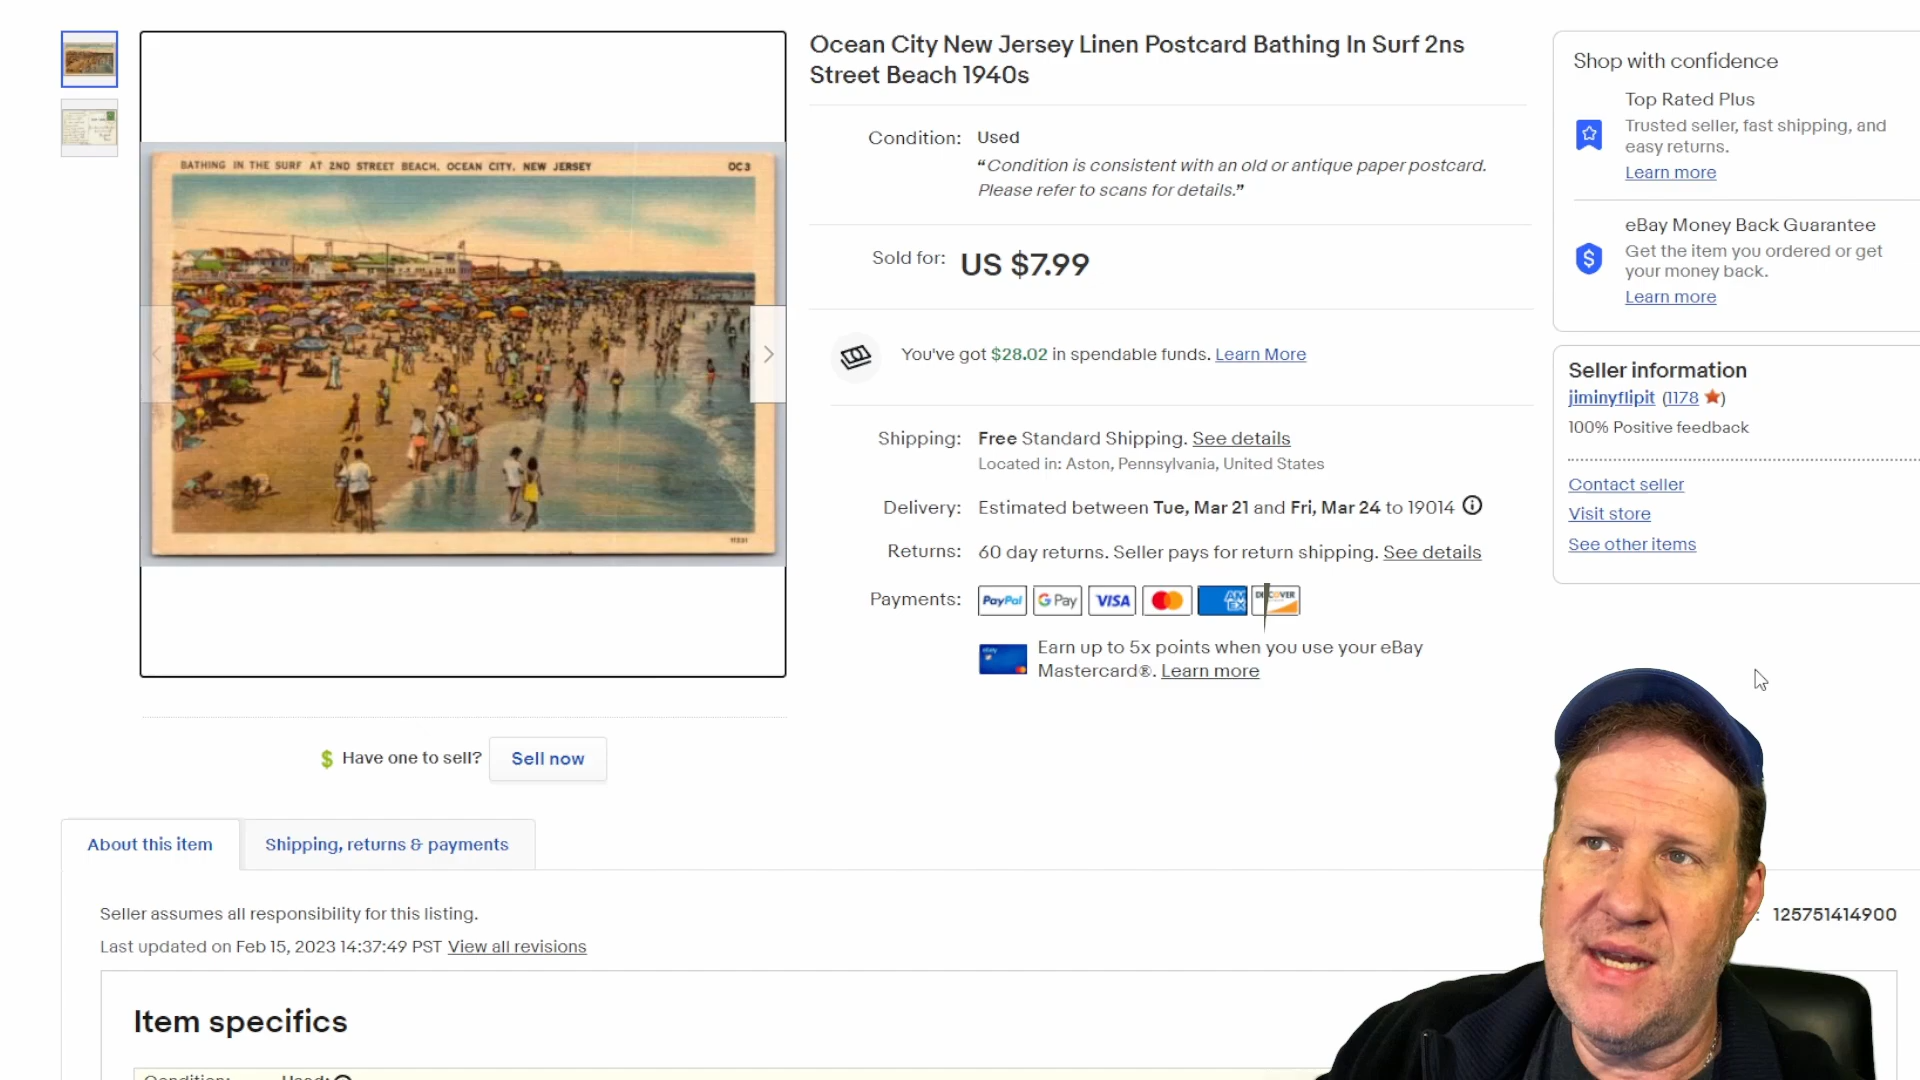 Ocean City New Jersey Linen Postcard Bathing In Surf 2ns
Street Beach 1940s
BATHING IN THE SURF AT 2ND STREET BEACH, OCEAN CITY, NEW JERSEY
OC3
11331
Condition: Used
“Condition is consistent with an old or antique paper postcard.
Please refer to scans for details.”
Sold for: US $7.99
You've got $28.02 in spendable funds. Learn More
Shipping: Free Standard Shipping. See details
Located in: Aston, Pennsylvania, United States
Delivery: Estimated between Tue, Mar 21 and Fri, Mar 24 to 19014
Returns: 60 day returns. Seller pays for return shipping. See details
Payments: PayPal G Pay VISA AM EX DISCOVER
ebay
Earn up to 5x points when you use your eBay
Mastercard®. Learn more
Shop with confidence
Top Rated Plus
Trusted seller, fast shipping, and
easy returns.
Learn more
eBay Money Back Guarantee
Get the item you ordered or get
your money back.
Learn more
Seller information
jiminyflipit (1178)
100% Positive feedback
Contact seller
Visit store
See other items
$ Have one to sell? Sell now
About this item
Shipping, returns & payments
Seller assumes all responsibility for this listing.
: 125751414900
Last updated on Feb 15, 2023 14:37:49 PST View all revisions
Item specifics
Condition: Used: